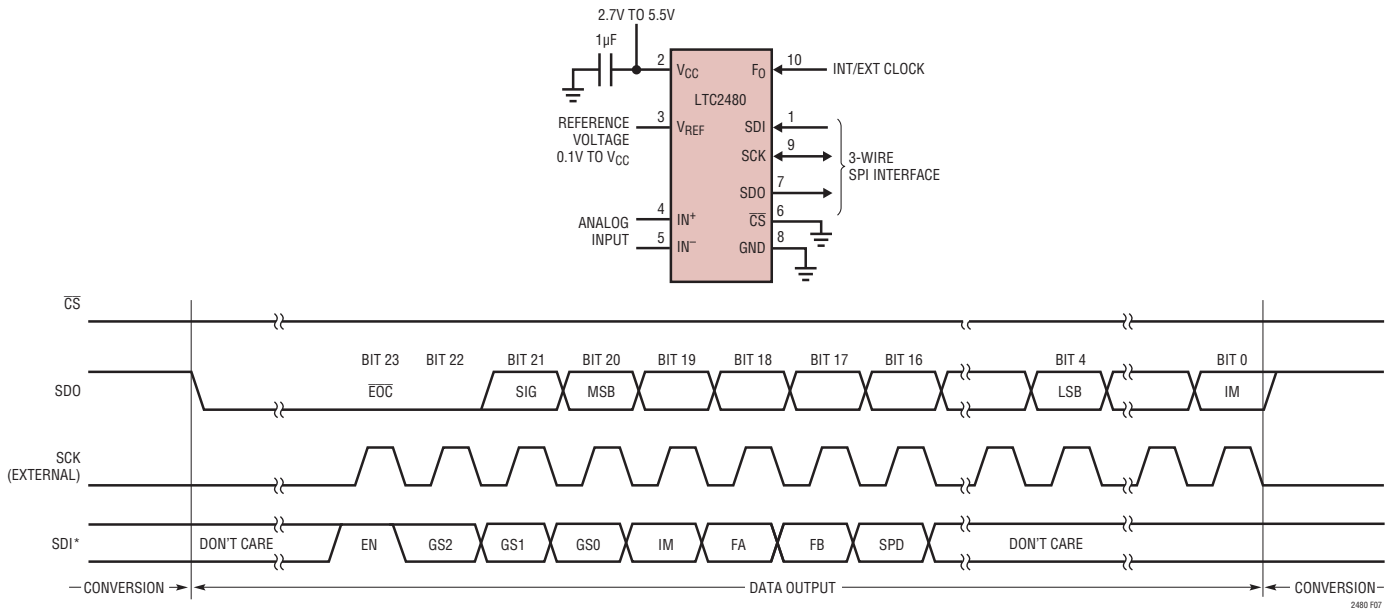 2.7V TO 5.5V
1µF
2
VCC
FO
10
INT/EXT CLOCK
LTC2480
REFERENCE
VOLTAGE
0.1V TO VCC
3
VREF
SDI
1
SCK
9
3-WIRE
SPI INTERFACE
SDO
7
ANALOG
INPUT
4
IN+
CS
6
5
IN–
GND
8
CS
BIT 23 BIT 22 BIT 21 BIT 20 BIT 19 BIT 18 BIT 17 BIT 16 BIT 4 BIT 0
SDO EOC SIG MSB LSB IM
SCK
(EXTERNAL)
SDI* DON'T CARE EN GS2 GS1 GS0 IM FA FB SPD DON'T CARE
CONVERSION DATA OUTPUT CONVERSION
2480 F07